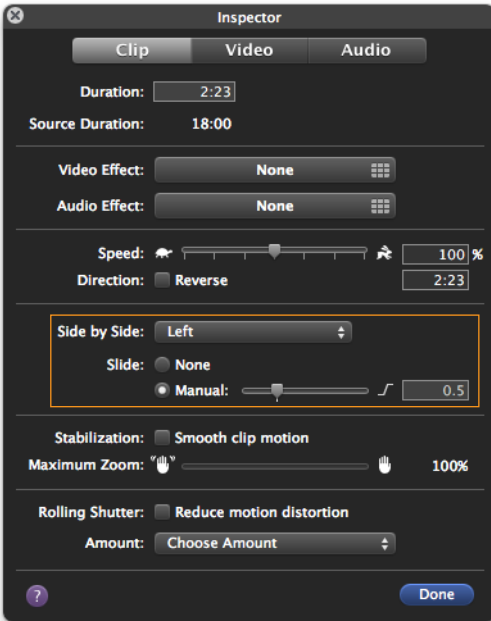 Inspector
Clip Video Audio
Duration: 2:23
Source Duration: 18:00
Video Effect: None
Audio Effect: None
Speed: 100 %
Direction: Reverse 2:23
Side by Side: Left
Slide: None
Manual: 0.5
Stabilization: Smooth clip motion
Maximum Zoom: 100%
Rolling Shutter: Reduce motion distortion
Amount: Choose Amount
? Done